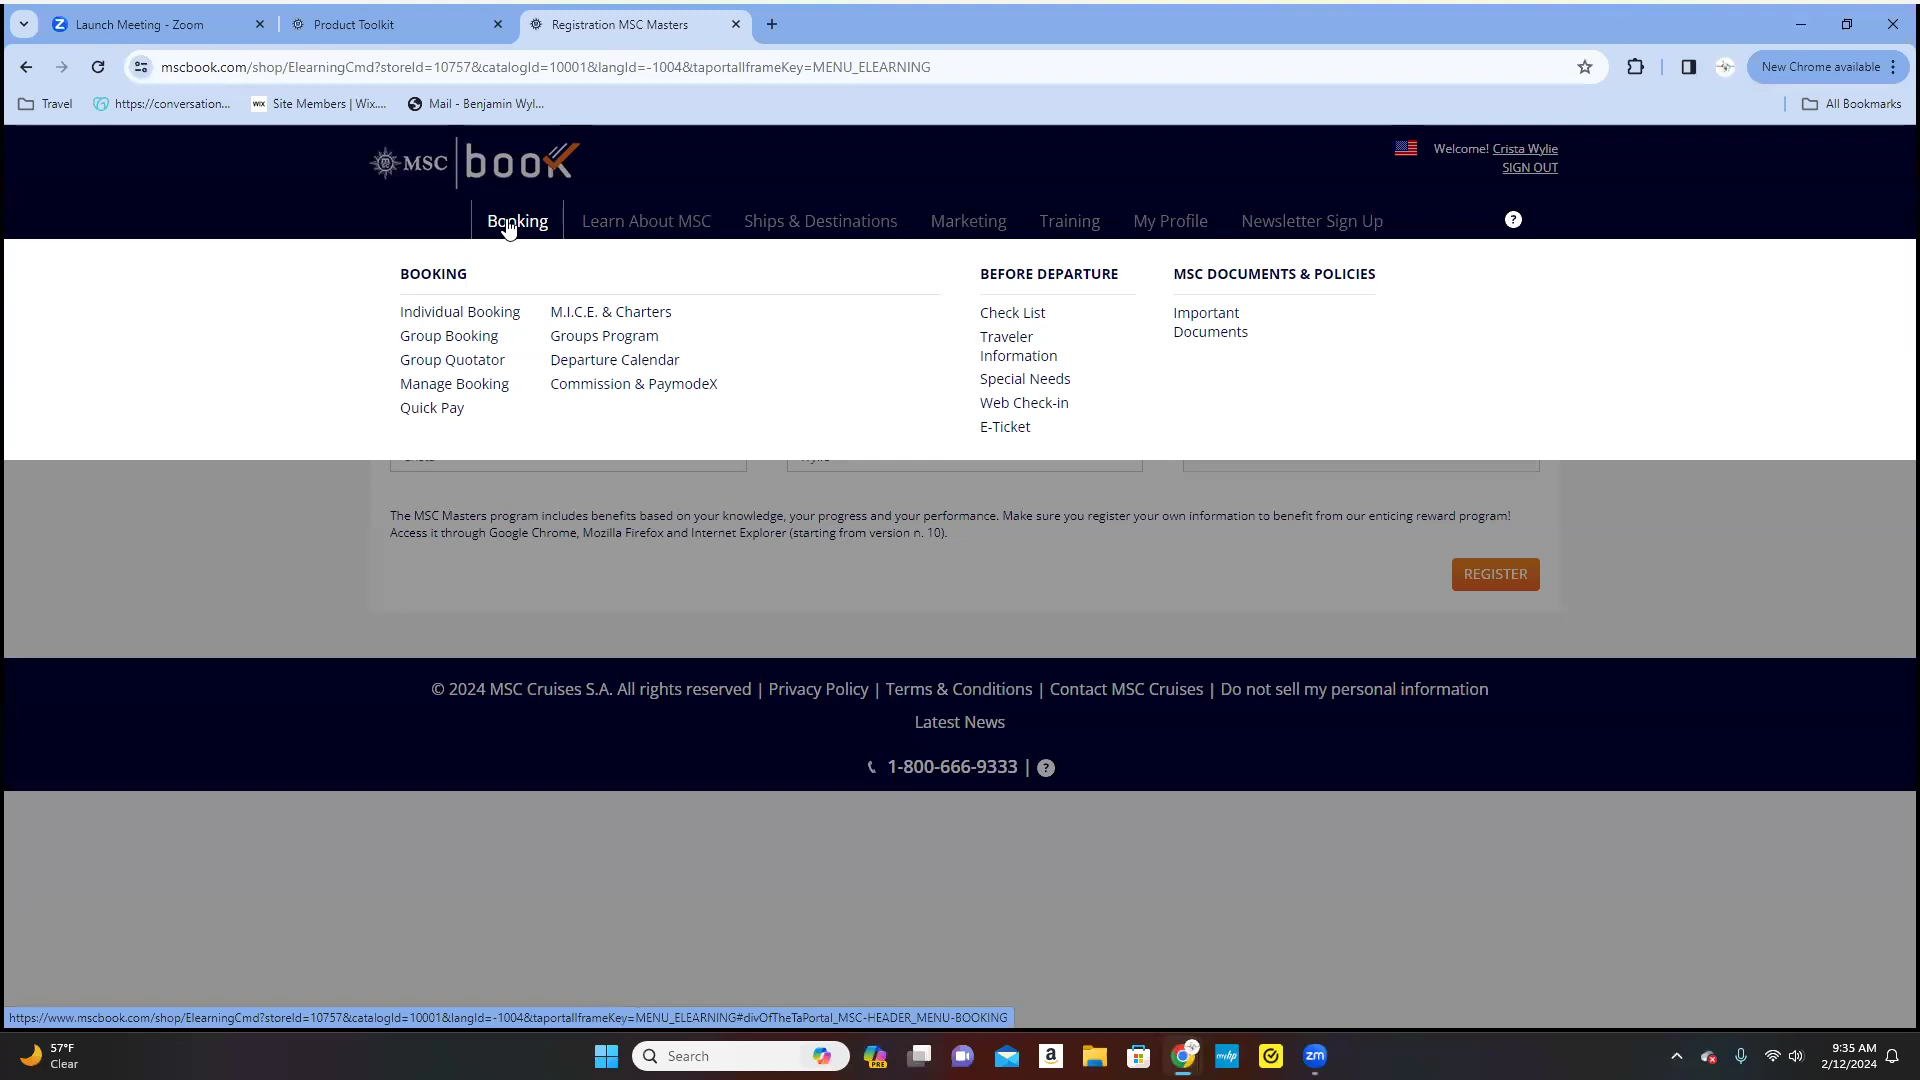 Launch Meeting - Zoom
Product Toolkit
Registration MSC Masters
mscbook.com/shop/ElearningCmd?storeId=10757&catalogId=10001&langId=-1004&taportalIframeKey=MENU_ELEARNING
New Chrome available
Travel
https://conversation...
WIX Site Members | Wix....
Mail - Benjamin Wyl...
All Bookmarks
MSC book
Welcome! Crista Wylie
SIGN OUT
Booking
Learn About MSC
Ships & Destinations
Marketing
Training
My Profile
Newsletter Sign Up
?
BOOKING
Individual Booking
Group Booking
Group Quotator
Manage Booking
Quick Pay
M.I.C.E. & Charters
Groups Program
Departure Calendar
Commission & PaymodeX
BEFORE DEPARTURE
Check List
Traveler
Information
Special Needs
Web Check-in
E-Ticket
MSC DOCUMENTS & POLICIES
Important
Documents
The MSC Masters program includes benefits based on your knowledge, your progress and your performance. Make sure you register your own information to benefit from our enticing reward program!
Access it through Google Chrome, Mozilla Firefox and Internet Explorer (starting from version n. 10).
REGISTER
© 2024 MSC Cruises S.A. All rights reserved | Privacy Policy | Terms & Conditions | Contact MSC Cruises | Do not sell my personal information
Latest News
1-800-666-9333 | ?
https://www.mscbook.com/shop/ElearningCmd?storeId=10757&catalogId=10001&langId=-1004&taportalIframeKey=MENU_ELEARNING#divOfTheTaPortal_MSC-HEADER_MENU-BOOKING
57°F
Clear
Search
PRE
a
myhp
zm
9:35 AM
2/12/2024